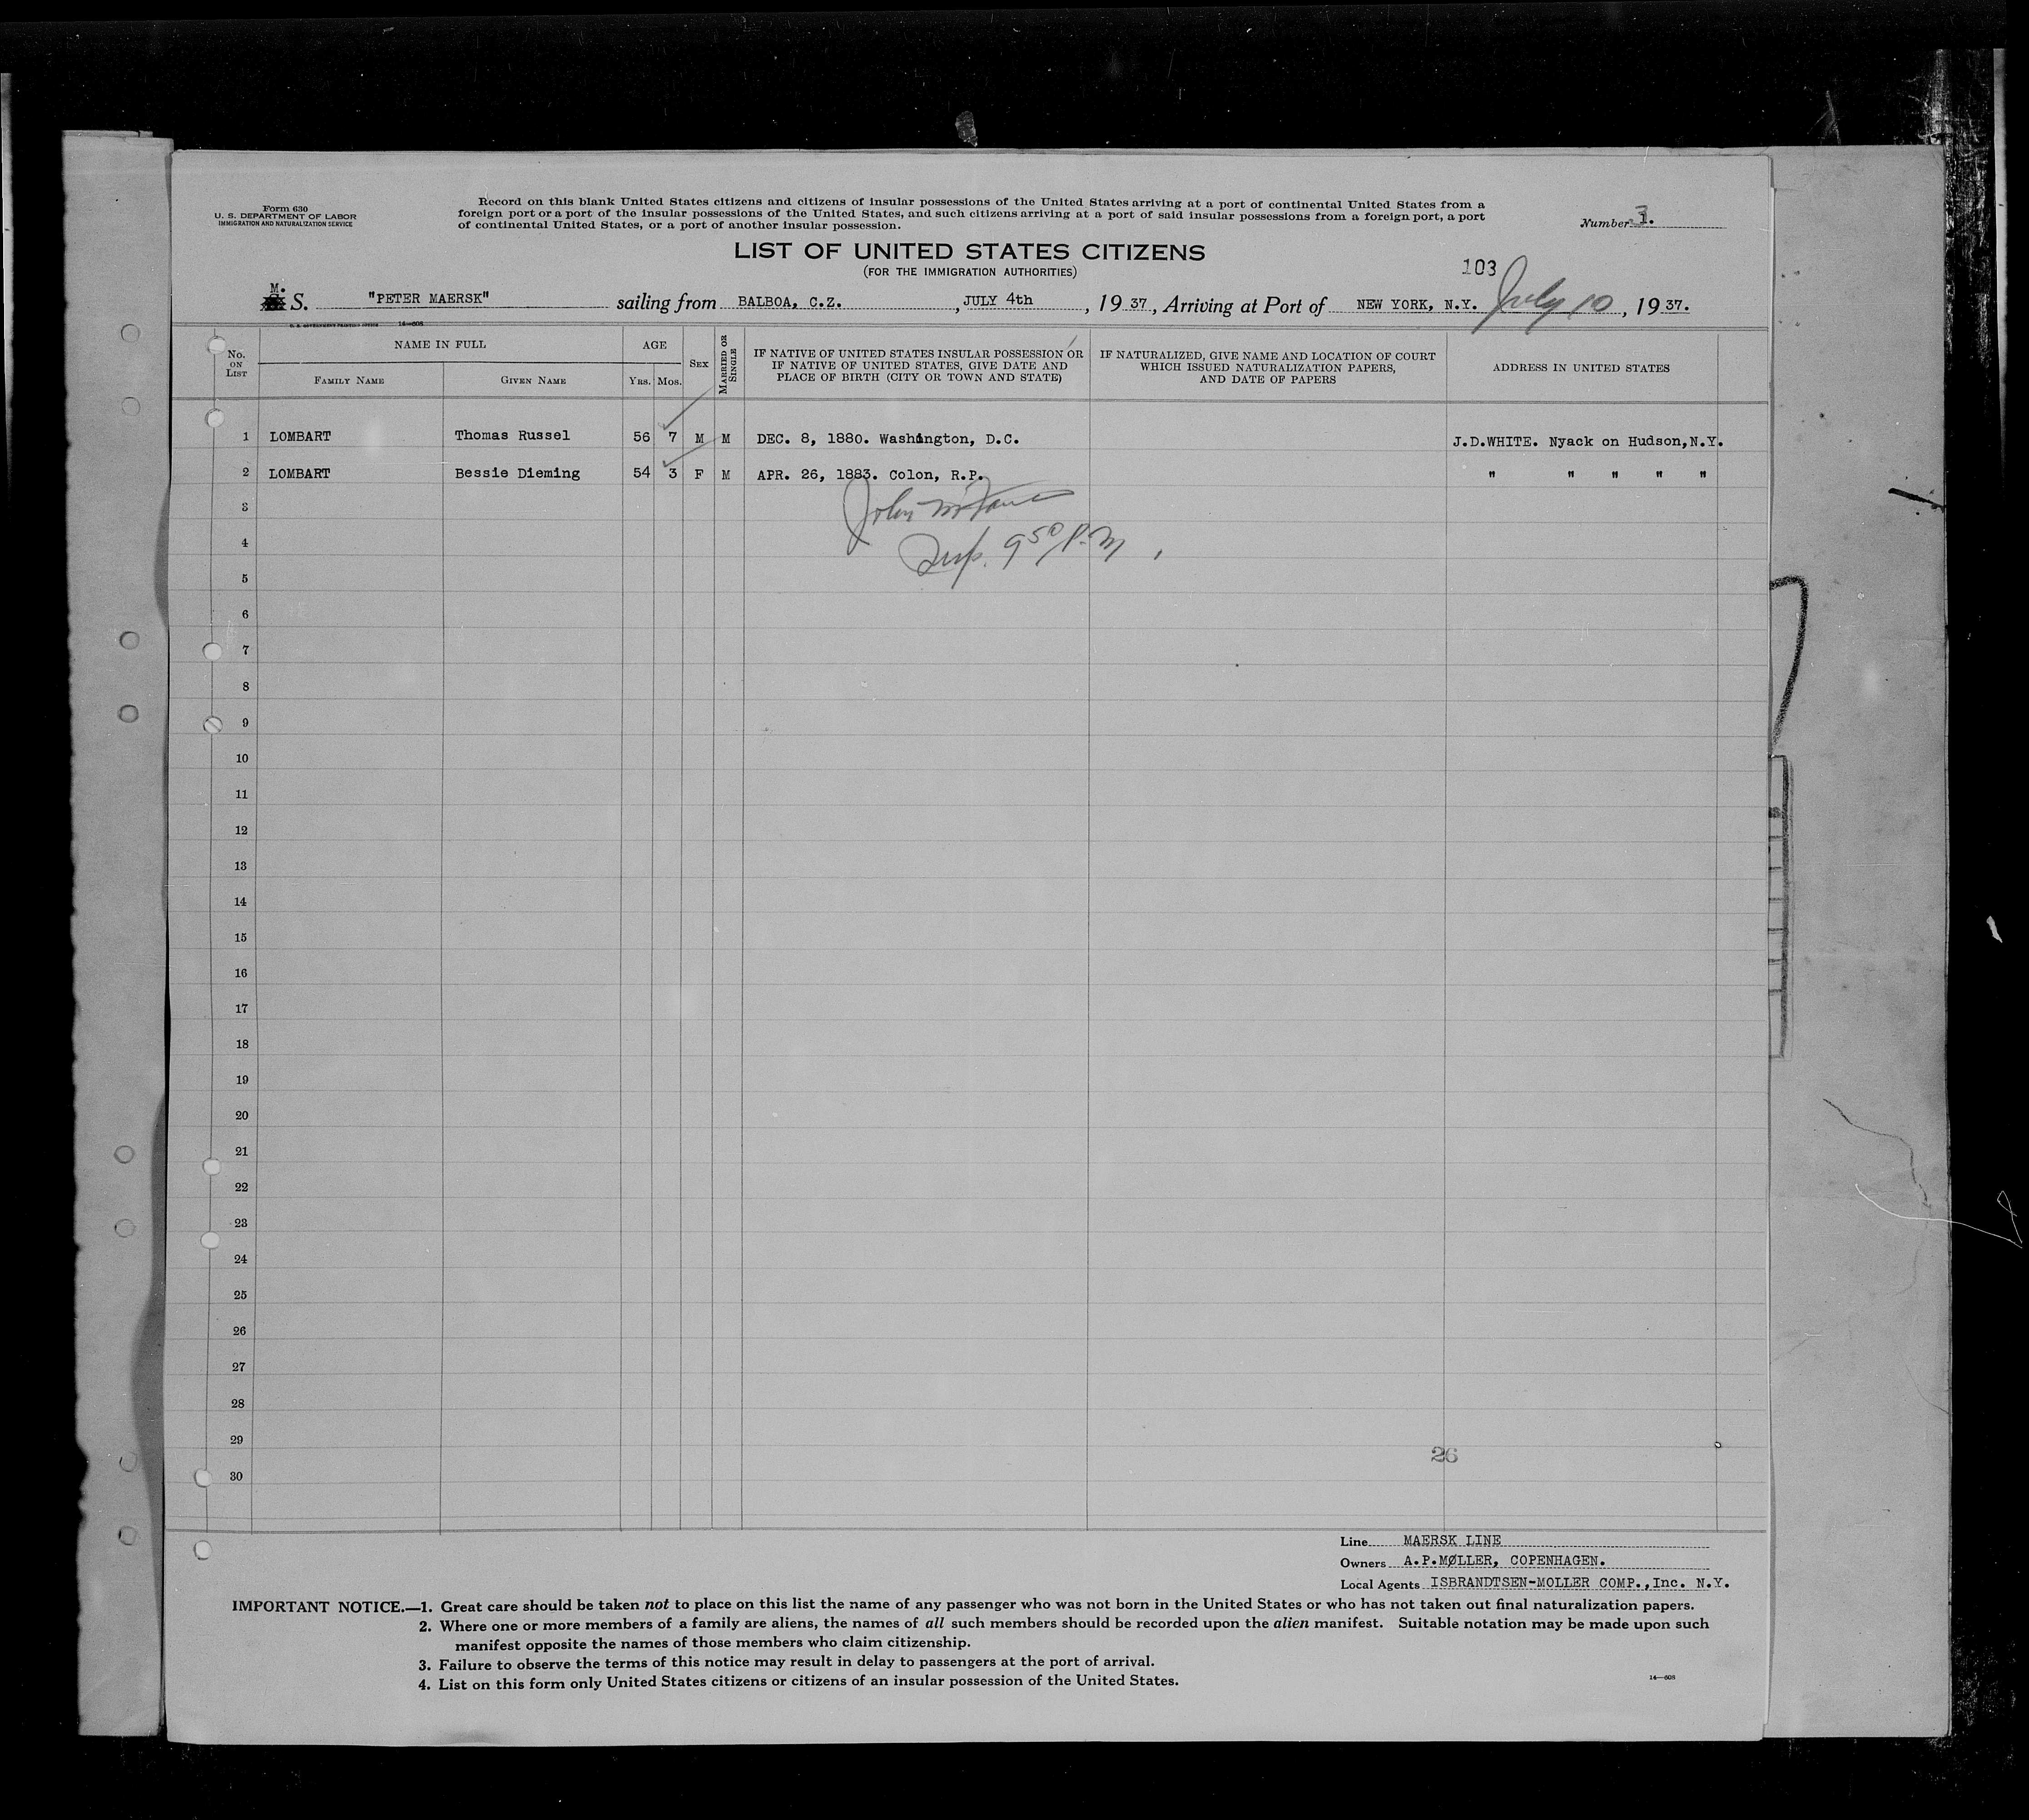 Form 630
U. S. DEPARTMENT OF LABOR
IMMIGRATION AND NATURALIZATION SERVICE
Record on this blank United States citizens and citizens of insular possessions of the United States arriving at a port of continental United States from a
foreign port or a port of the insular possessions of the United States, and such citizens arriving at a port of said insular possessions from a foreign port, a port
of continental United States, or a port of another insular possession.
Number 3
LIST OF UNITED STATES CITIZENS
(FOR THE IMMIGRATION AUTHORITIES)
103
M. S. "PETER MAERSK" sailing from BALBOA, C.Z., JULY 4th, 1937, Arriving at Port of NEW YORK, N.Y. July 10, 1937.
U. S. GOVERNMENT PRINTING OFFICE 14—608
No. ON LIST
NAME IN FULL
FAMILY NAME GIVEN NAME
AGE
YRS. MOS.
SEX
MARRIED OR SINGLE
IF NATIVE OF UNITED STATES INSULAR POSSESSION OR
IF NATIVE OF UNITED STATES, GIVE DATE AND
PLACE OF BIRTH (CITY OR TOWN AND STATE)
IF NATURALIZED, GIVE NAME AND LOCATION OF COURT
WHICH ISSUED NATURALIZATION PAPERS,
AND DATE OF PAPERS
ADDRESS IN UNITED STATES
1 LOMBART Thomas Russel 56 7 M M DEC. 8, 1880. Washington, D.C. J.D.WHITE. Nyack on Hudson, N.Y.
2 LOMBART Bessie Dieming 54 3 F M APR. 26, 1883. Colon, R.P. " " " " "
3 John
4 Insp. 9 50 P.M
5
6
7
8
9
10
11
12
13
14
15
16
17
18
19
20
21
22
23
24
25
26
27
28
29
26
30
Line MAERSK LINE
Owners A.P.MØLLER, COPENHAGEN.
Local Agents ISBRANDTSEN-MOLLER COMP., Inc. N.Y.
IMPORTANT NOTICE.—1. Great care should be taken not to place on this list the name of any passenger who was not born in the United States or who has not taken out final naturalization papers.
2. Where one or more members of a family are aliens, the names of all such members should be recorded upon the alien manifest. Suitable notation may be made upon such
manifest opposite the names of those members who claim citizenship.
3. Failure to observe the terms of this notice may result in delay to passengers at the port of arrival.
4. List on this form only United States citizens or citizens of an insular possession of the United States.
14—608